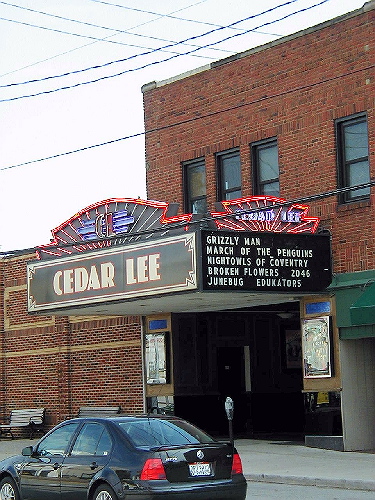 CEDAR LEE
CEDAR LEE
GRIZZLY MAN
MARCH OF THE PENGUINS
NIGHTOWLS OF COVENTRY
BROKEN FLOWERS 2046
JUNEBUG EDUKATORS